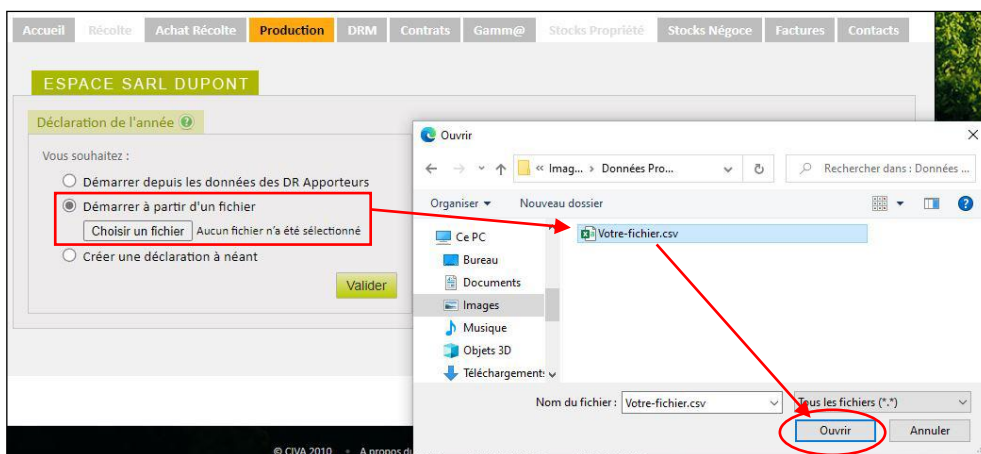 Accueil Récolte Achat Récolte Production DRM Contrats Gamm@ Stocks Propriété Stocks Négoce Factures Contacts
ESPACE SARL DUPONT
Déclaration de l'année ?
Vous souhaitez :
Démarrer depuis les données des DR Apporteurs
Démarrer à partir d'un fichier
Choisir un fichier Aucun fichier n'a été sélectionné
Créer une déclaration à néant
Valider
Ouvrir
« Imag... > Données Pro...
Rechercher dans : Données ...
Organiser Nouveau dossier
Ce PC
Bureau
Documents
Images
Musique
Objets 3D
Téléchargements
Votre-fichier.csv
Nom du fichier : Votre-fichier.csv Tous les fichiers (*.*)
Ouvrir Annuler
© CIVA 2010 • A propos